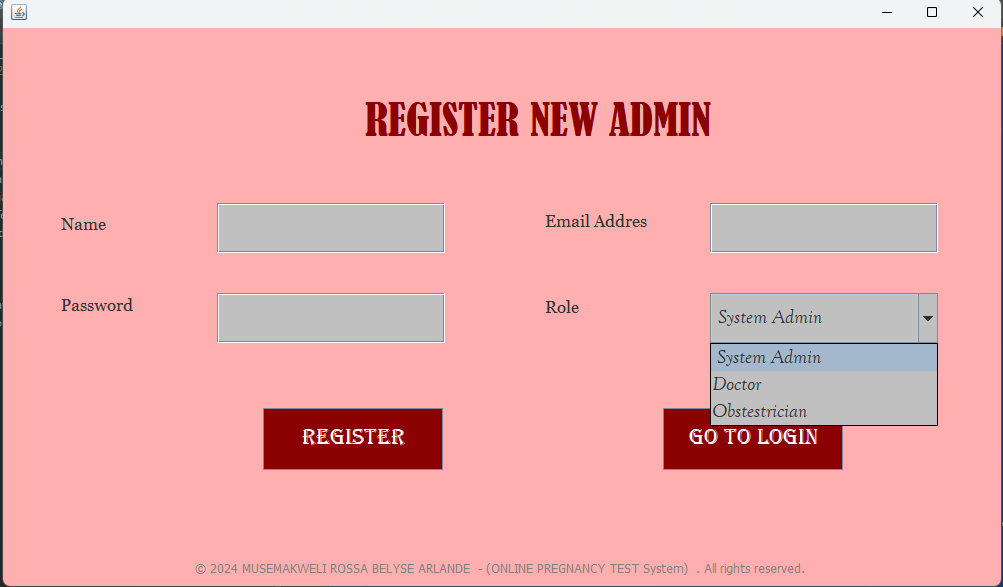 REGISTER NEW ADMIN
Name
Email Addres
Password
Role
System Admin
System Admin
Doctor
Obstestrician
REGISTER
GO TO LOGIN
© 2024 MUSEMAKWELI ROSSA BELYSE ARLANDE - (ONLINE PREGNANCY TEST System) . All rights reserved.